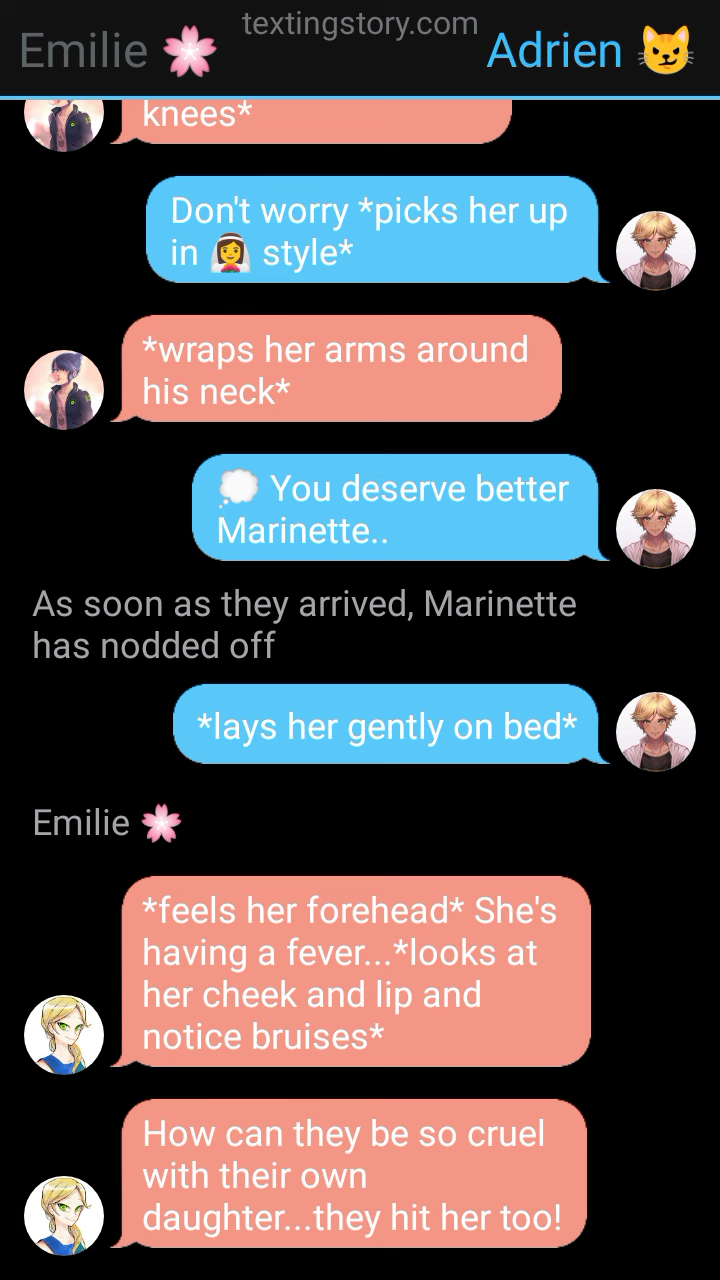 textingstory.com
Emilie 🌸
Adrien 😼
knees*
Don't worry *picks her up
in 👰 style*
*wraps her arms around
his neck*
💭 You deserve better
Marinette..
As soon as they arrived, Marinette
has nodded off
*lays her gently on bed*
Emilie 🌸
*feels her forehead* She's
having a fever...*looks at
her cheek and lip and
notice bruises*
How can they be so cruel
with their own
daughter...they hit her too!